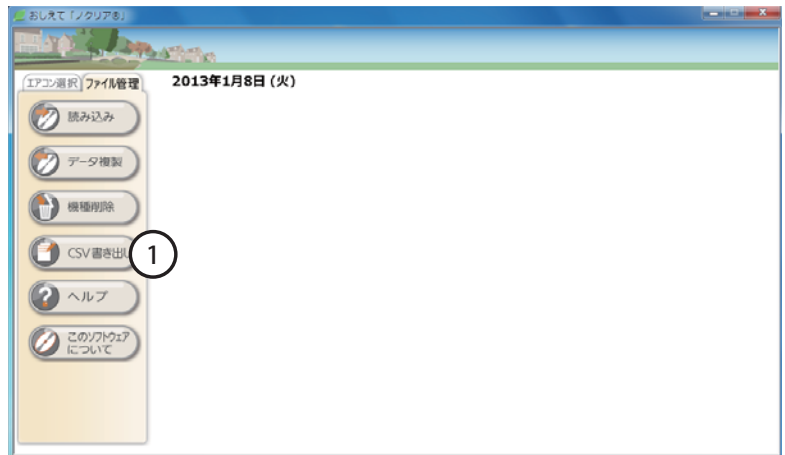 おしえて「ノクリア®」
エアコン選択 ファイル管理
2013年1月8日（火）
読み込み
データ複製
機種削除
CSV書き出し
1
ヘルプ
このソフトウェア
について